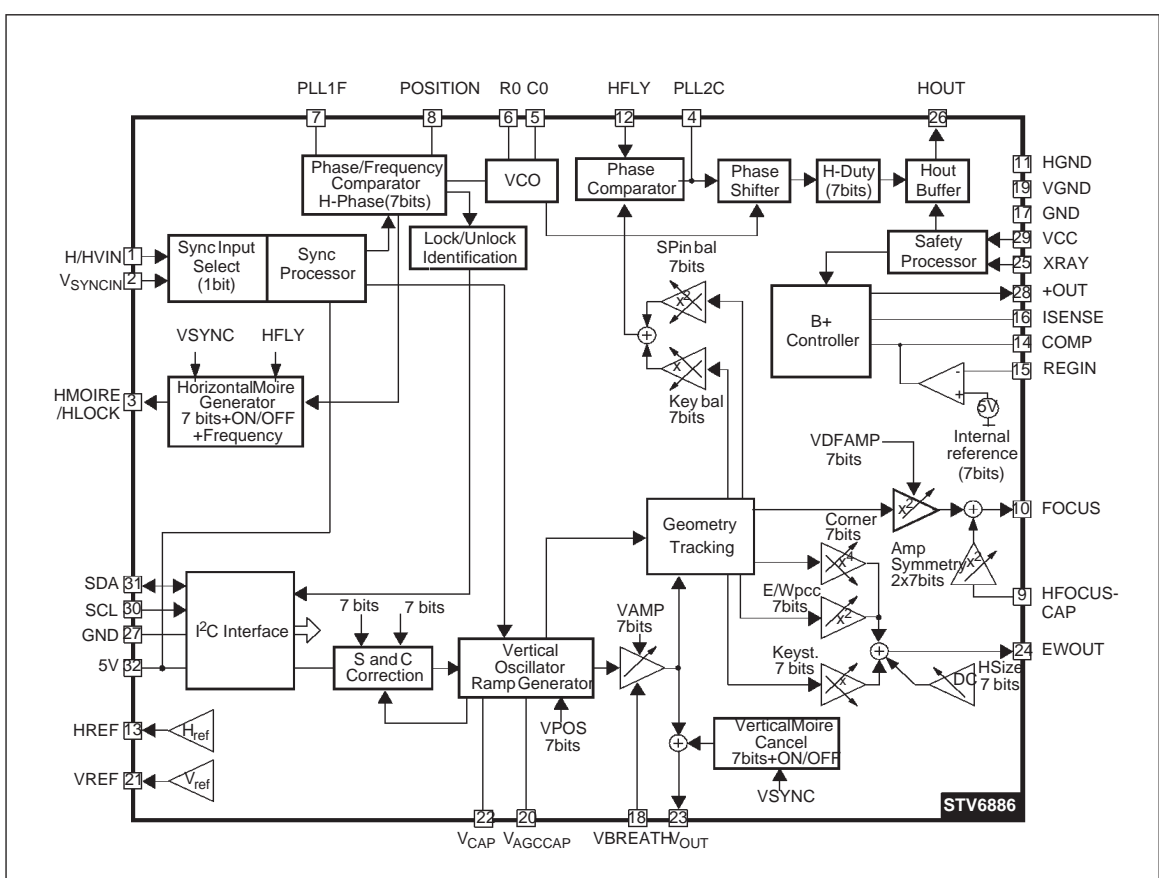 PLL1F POSITION R0 C0 HFLY PLL2C HOUT
7 8 6 5 12 4 26
Phase/Frequency
Comparator
H-Phase(7bits)
VCO
Phase
Comparator
Phase
Shifter
H-Duty
(7bits)
Hout
Buffer
11 HGND
19 VGND
17 GND
29 VCC
25 XRAY
28 +OUT
16 ISENSE
14 COMP
15 REGIN
Safety
Processor
B+
Controller
-
+
5V
Internal
reference
(7bits)
H/HVIN 1
VSYNCIN 2
Sync Input
Select
(1bit)
Sync
Processor
Lock/Unlock
Identification
SPinbal
7bits
x2
+
x
Keybal
7bits
VSYNC HFLY
HMOIRE
/HLOCK 3
HorizontalMoire
Generator
7 bits+ON/OFF
+Frequency
VDFAMP
7bits
Geometry
Tracking
x2
+
10 FOCUS
Amp
Symmetry
2x7bits
x2
9 HFOCUS-
CAP
Corner
7bits
x4
E/Wpcc
7bits
x2
Keyst.
7 bits
x
+
24 EWOUT
DC
HSize
7 bits
SDA 31
SCL 30
GND 27
5V 32
I2C Interface
7 bits 7 bits
S and C
Correction
Vertical
Oscillator
Ramp Generator
VPOS
7bits
VAMP
7bits
+
VerticalMoire
Cancel
7bits+ON/OFF
VSYNC
HREF 13
Href
VREF 21
Vref
STV6886
22 20 18 23
VCAP VAGCCAP VBREATH VOUT